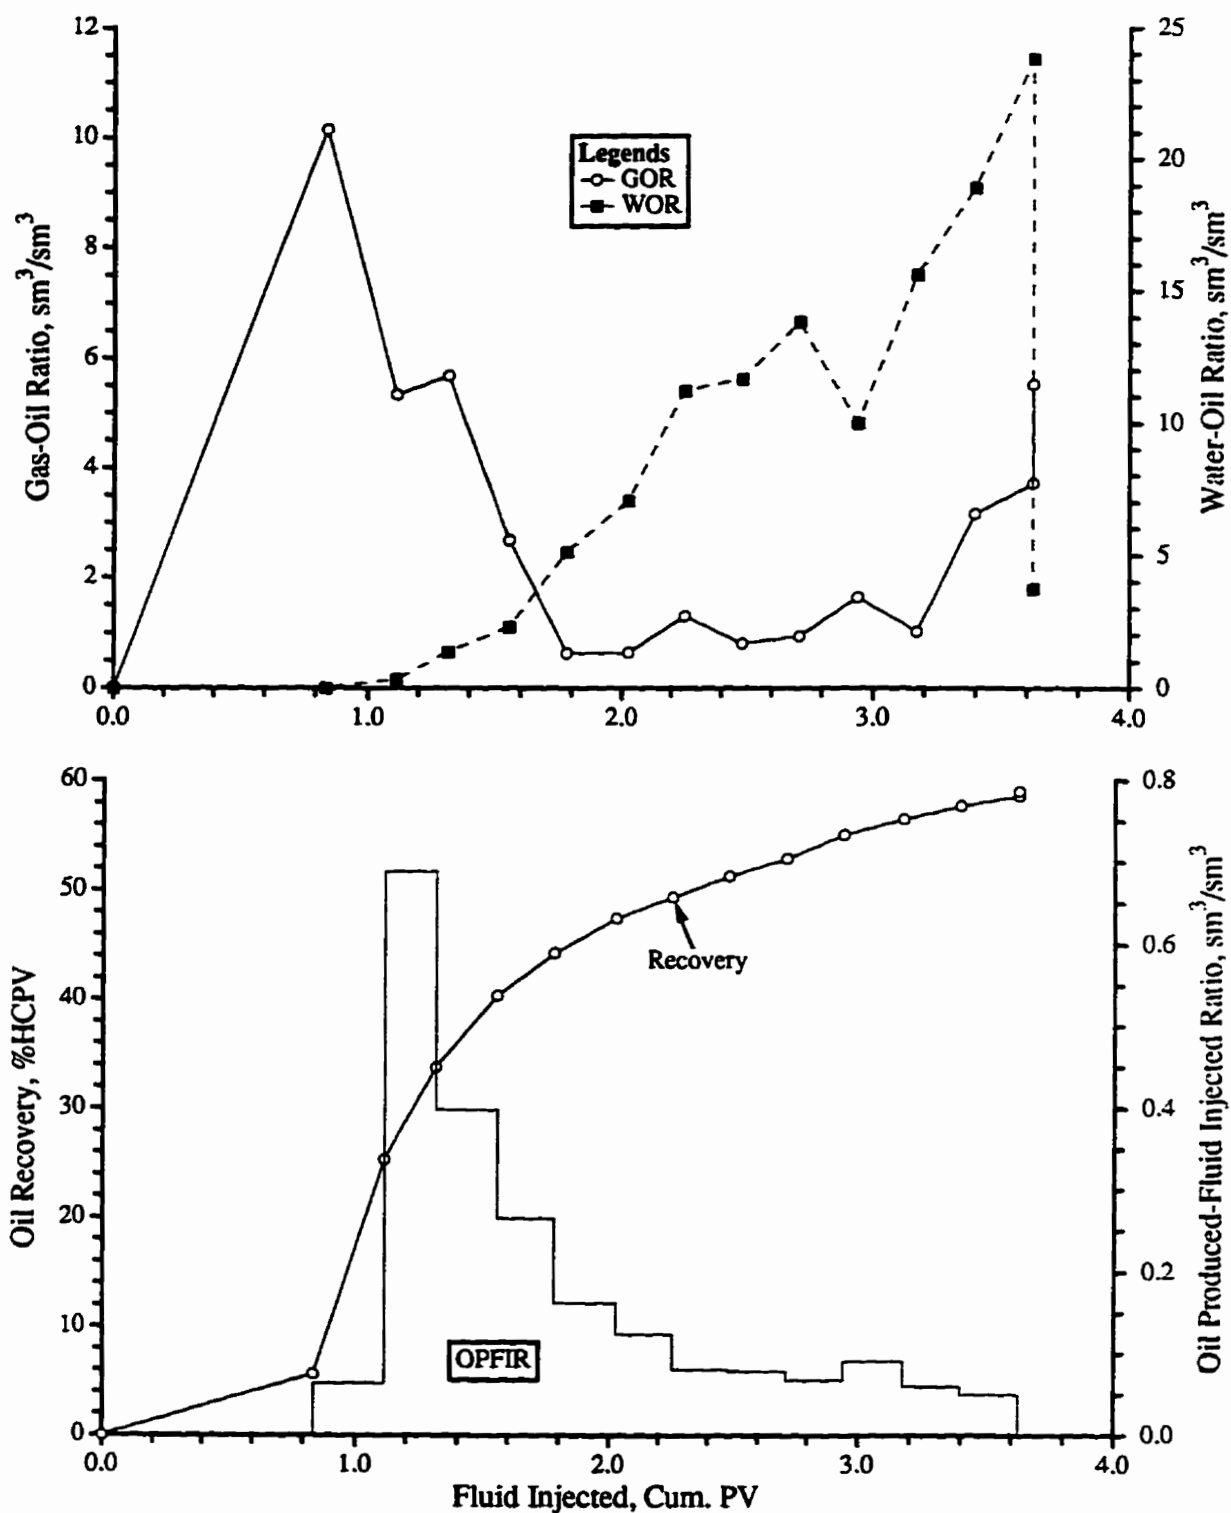 12
10
8
6
4
2
0
Gas-Oil Ratio, sm³/sm³
Legends
GOR
WOR
25
20
15
10
5
0
Water-Oil Ratio, sm³/sm³
0.0 1.0 2.0 3.0 4.0
60
50
40
30
20
10
0
Oil Recovery, %HCPV
Recovery
OPFIR
0.8
0.6
0.4
0.2
0.0
Oil Produced-Fluid Injected Ratio, sm³/sm³
0.0 1.0 2.0 3.0 4.0
Fluid Injected, Cum. PV